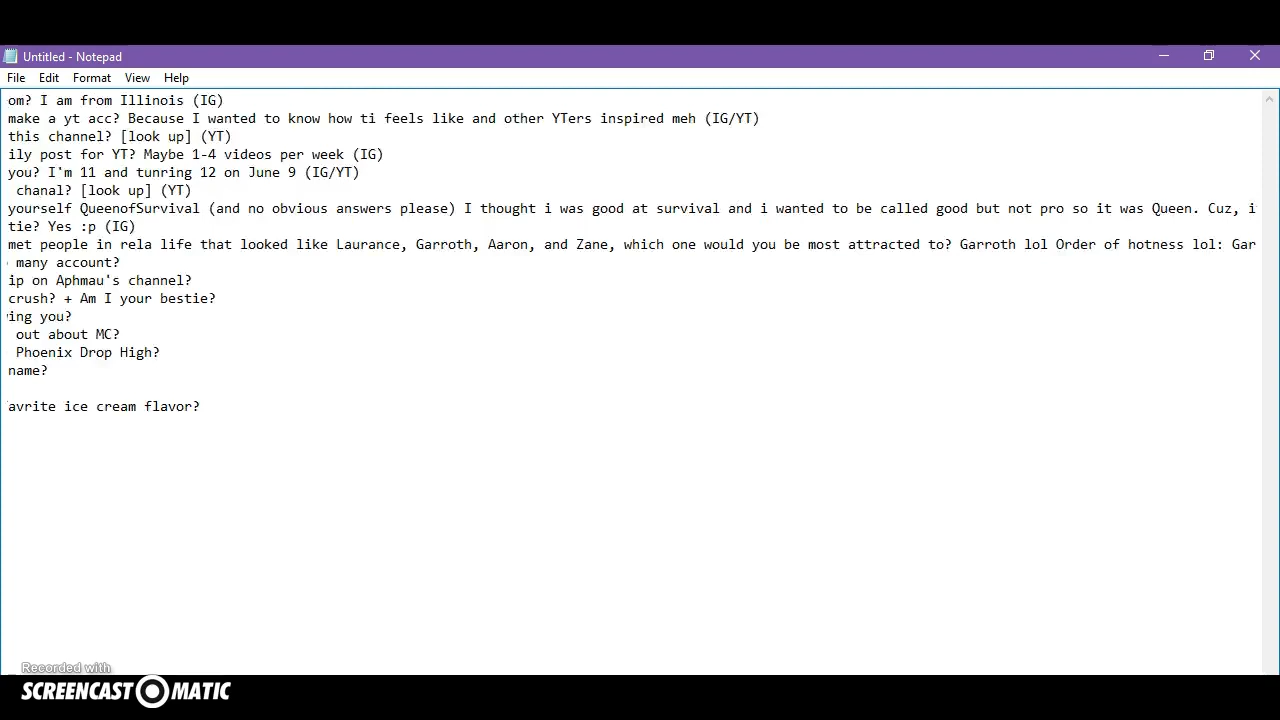 Untitled - Notepad
File Edit Format View Help
om? I am from Illinois (IG)
make a yt acc? Because I wanted to know how ti feels like and other YTers inspired meh (IG/YT)
this channel? [look up] (YT)
ily post for YT? Maybe 1-4 videos per week (IG)
you? I'm 11 and tunring 12 on June 9 (IG/YT)
chanal? [look up] (YT)
yourself QueenofSurvival (and no obvious answers please) I thought i was good at survival and i wanted to be called good but not pro so it was Queen. Cuz, i
tie? Yes :p (IG)
met people in rela life that looked like Laurance, Garroth, Aaron, and Zane, which one would you be most attracted to? Garroth lol Order of hotness lol: Gar
many account?
ip on Aphmau's channel?
crush? + Am I your bestie?
ing you?
out about MC?
Phoenix Drop High?
name?
avrite ice cream flavor?
Recorded with
SCREENCAST MATIC